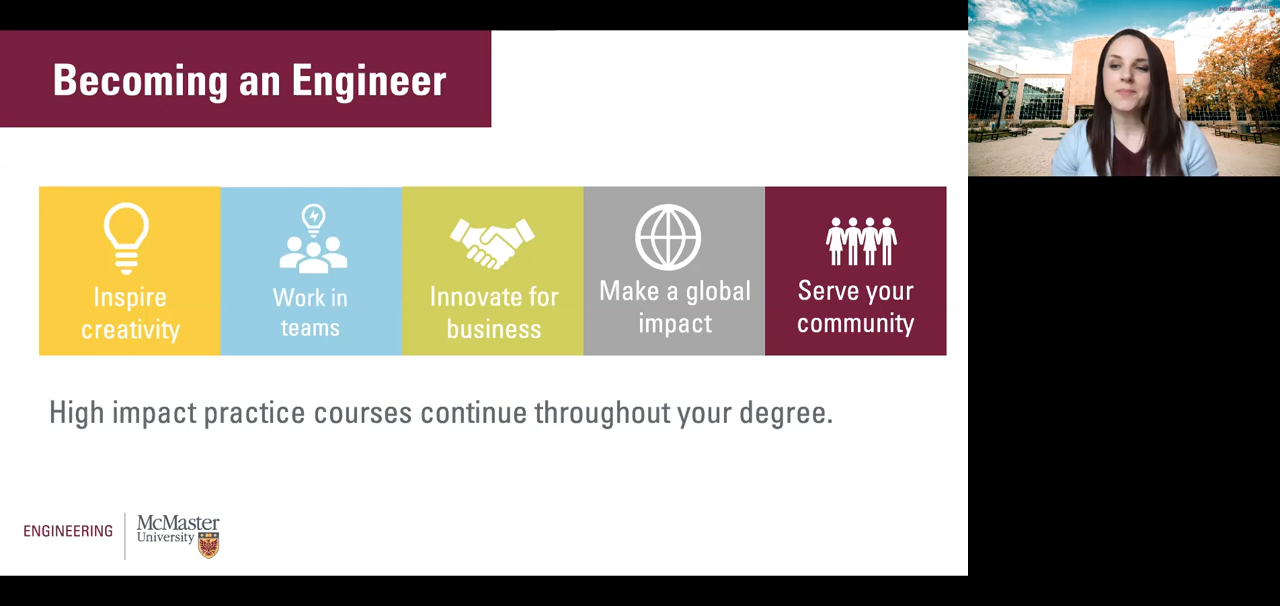 Becoming an Engineer
Inspire
creativity
Work in
teams
Innovate for
business
Make a global
impact
Serve your
community
High impact practice courses continue throughout your degree.
ENGINEERING
McMaster
University